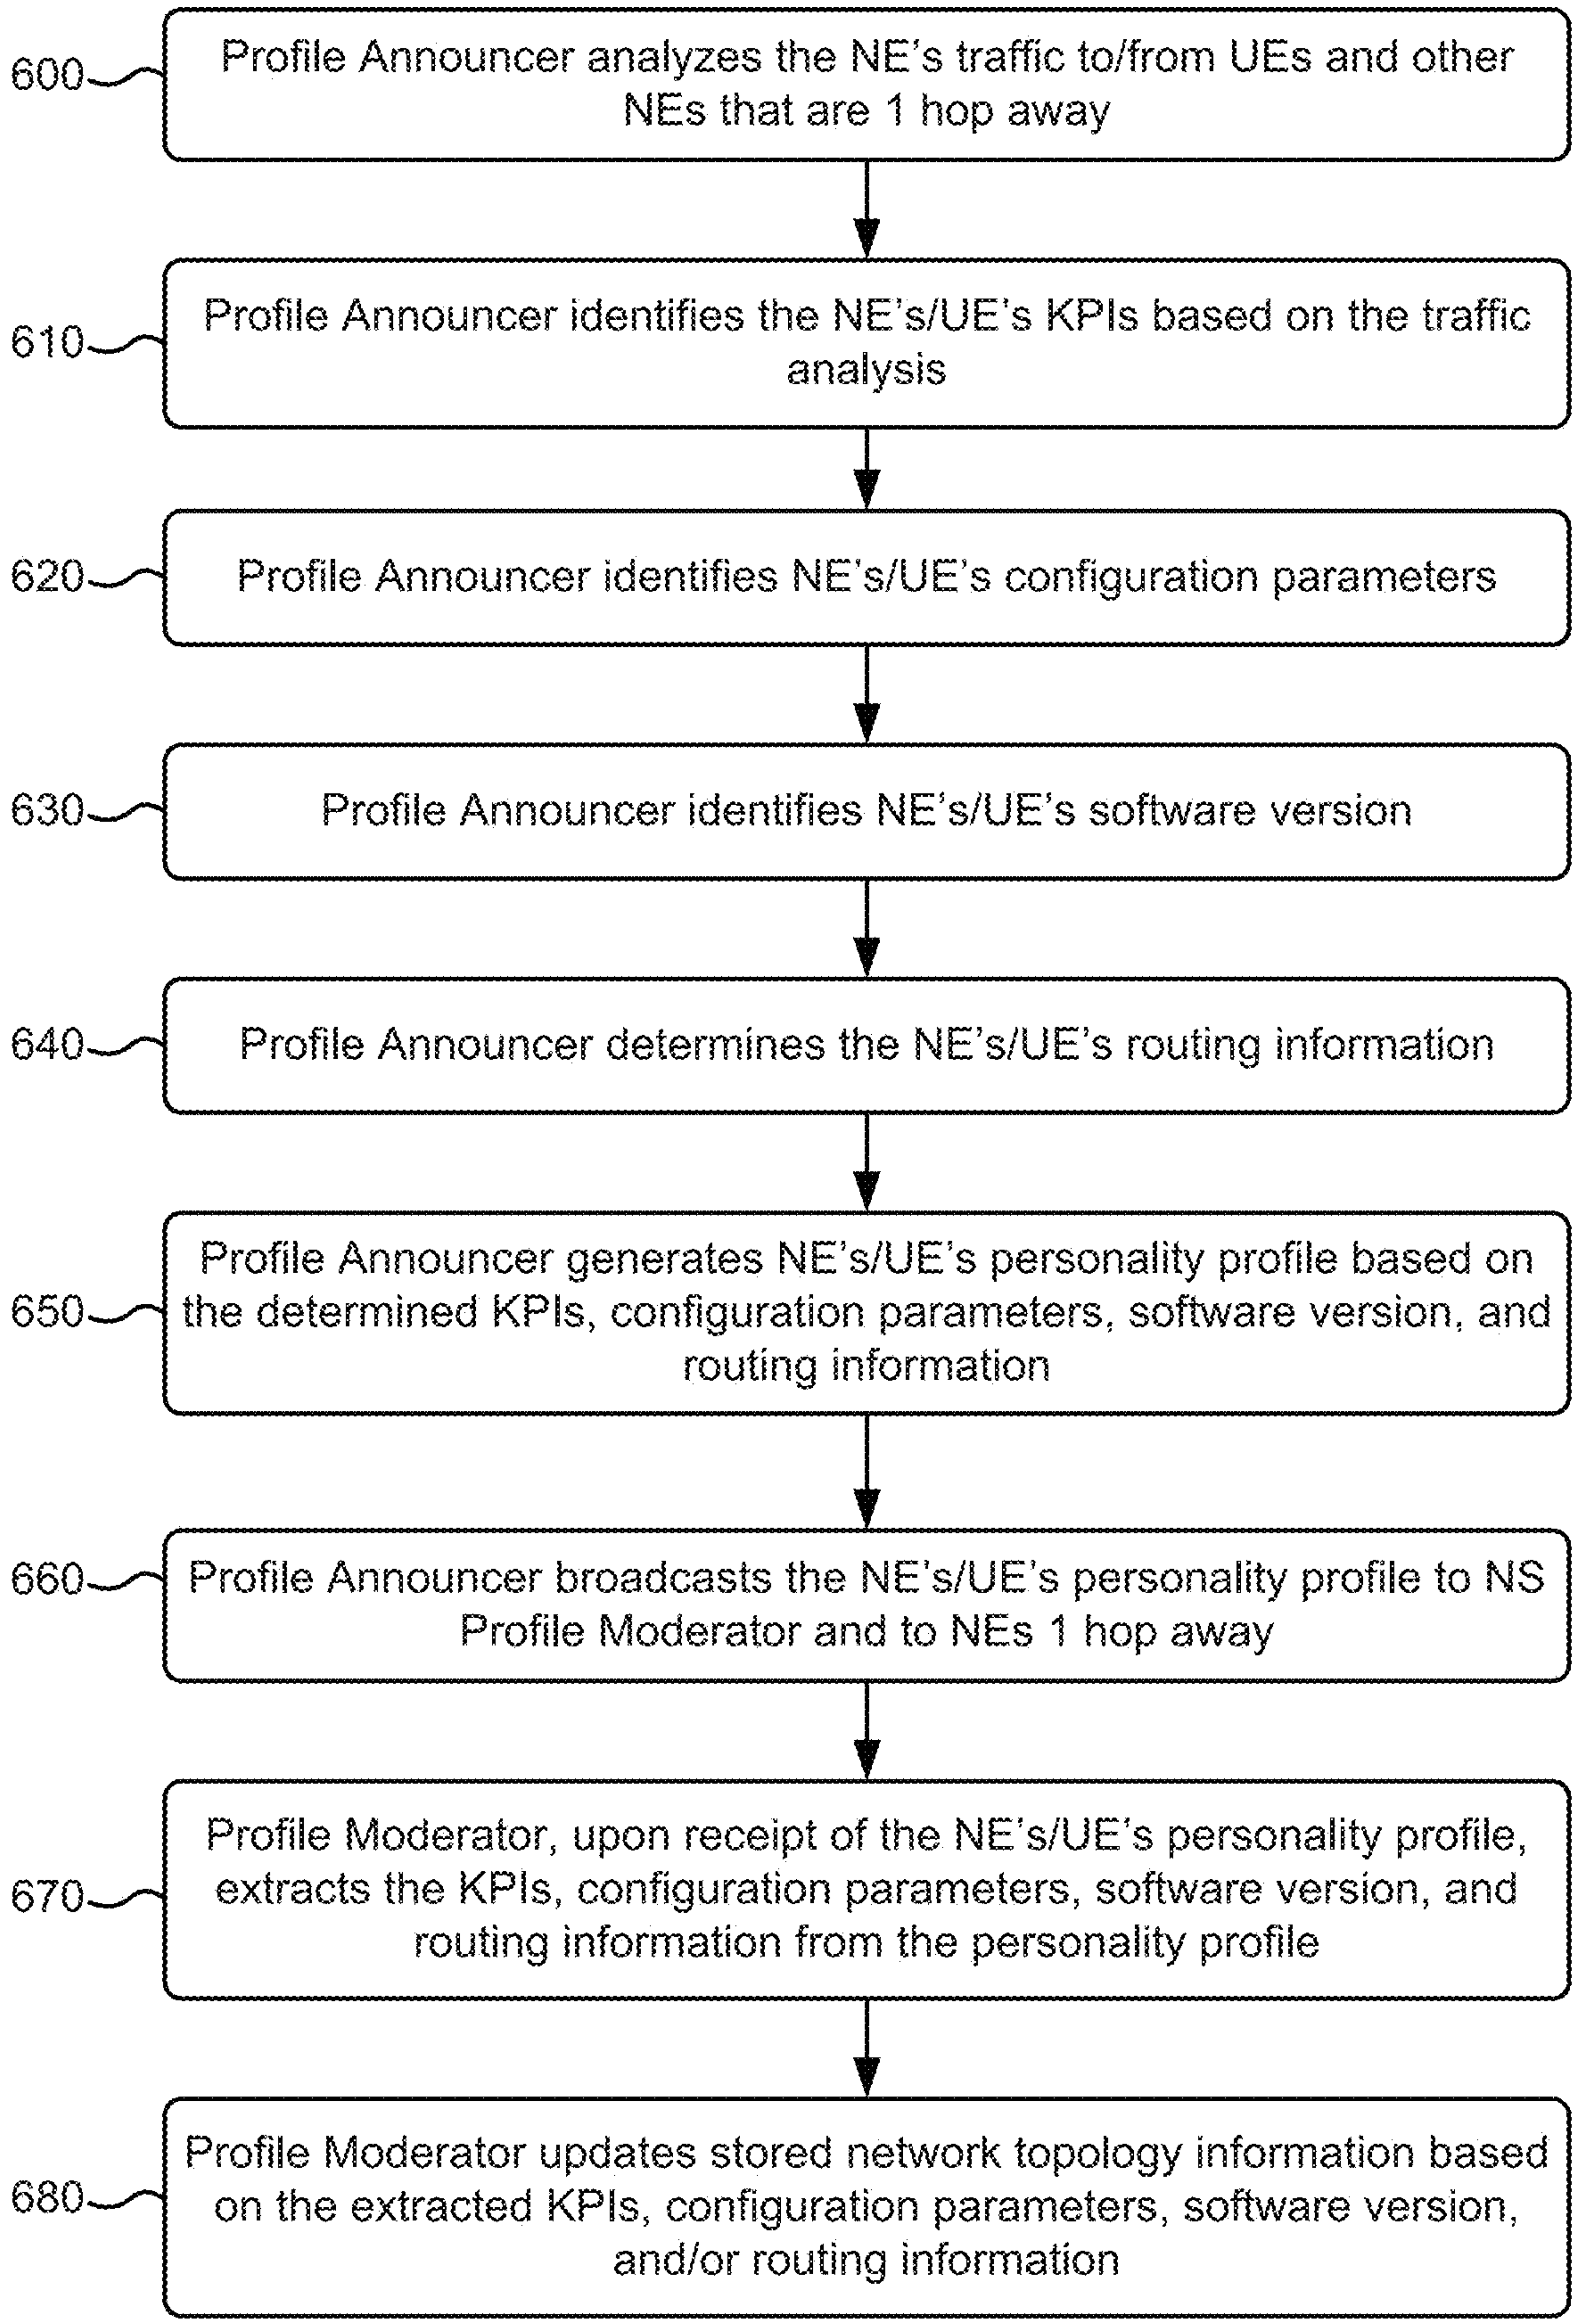 600
Profile Announcer analyzes the NE's traffic to/from UEs and other
NEs that are 1 hop away
610
Profile Announcer identifies the NE's/UE's KPIs based on the traffic
analysis
620
Profile Announcer identifies NE's/UE's configuration parameters
630
Profile Announcer identifies NE's/UE's software version
640
Profile Announcer determines the NE's/UE's routing information
650
Profile Announcer generates NE's/UE's personality profile based on
the determined KPIs, configuration parameters, software version, and
routing information
660
Profile Announcer broadcasts the NE's/UE's personality profile to NS
Profile Moderator and to NEs 1 hop away
670
Profile Moderator, upon receipt of the NE's/UE's personality profile,
extracts the KPIs, configuration parameters, software version, and
routing information from the personality profile
680
Profile Moderator updates stored network topology information based
on the extracted KPIs, configuration parameters, software version,
and/or routing information